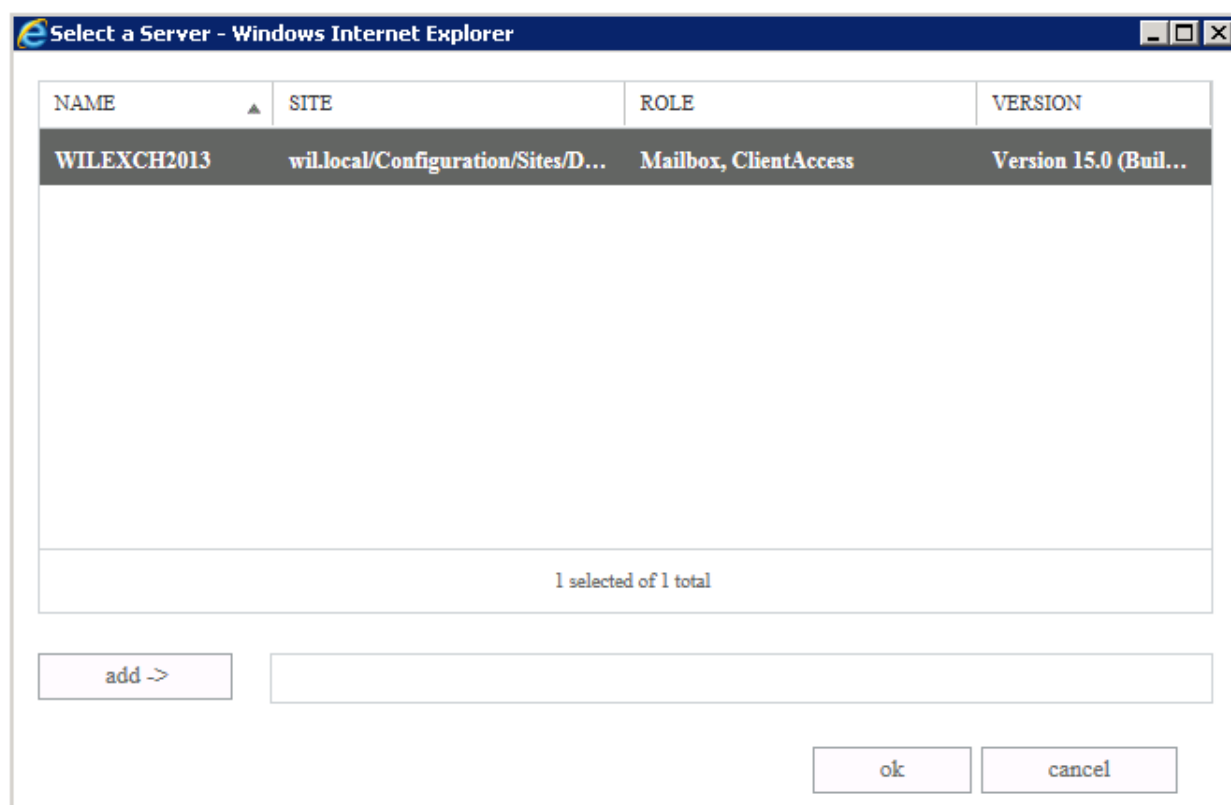 Select a Server - Windows Internet Explorer
NAME SITE ROLE VERSION
WILEXCH2013 wil.local/Configuration/Sites/D... Mailbox, ClientAccess Version 15.0 (Buil...
1 selected of 1 total
add ->
ok cancel